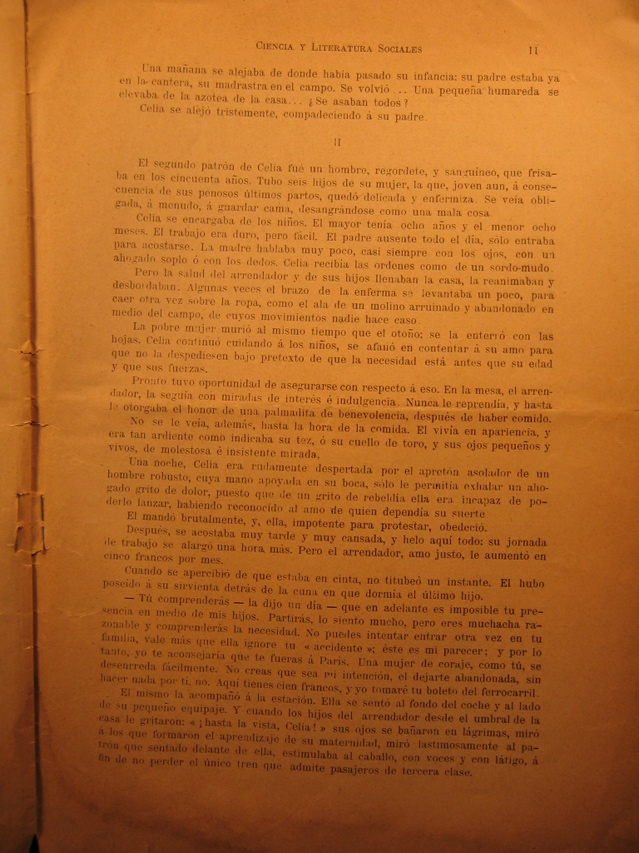 CIENCIA Y LITERATURA SOCIALES 11
Una mañana se alejaba de donde había pasado su infancia: su padre estaba ya
en la cantera, su madrastra en el campo. Se volvió .. Una pequeña humareda se
elevaba de la azotea de la casa... ¿Se asaban todos?
Celia se alejó tristemente, compadeciendo á su padre.
II
El segundo patrón de Celia fué un hombre, regordete, y sanguíneo, que frisa-
ba en los cincuenta años. Tubo seis hijos de su mujer, la que, joven aun, á conse-
cuencia de sus penosos últimos partos, quedó delicada y enfermiza. Se veía obli-
gada, á menudo, á guardar cama, desangrándose como una mala cosa
Celia se encargaba de los niños. El mayor tenía ocho años y el menor ocho
meses. El trabajo era duro, pero fácil. El padre ausente todo el día, sólo entraba
para acostarse. La madre hablaba muy poco, casi siempre con los ojos, con un
ahogado soplo ó con los dedos. Celia recibía las ordenes como de un sordo-mudo.
Pero la salud del arrendador y de sus hijos llenaban la casa, la reanimaban y
desbordaban. Algunas veces el brazo de la enferma se levantaba un poco, para
caer otra vez sobre la ropa, como el ala de un molino arruinado y abandonado en
medio del campo, de cuyos movimientos nadie hace caso
La pobre mujer murió al mismo tiempo que el otoño; se la enterró con las
hojas. Celia continuó cuidando á los niños, se afanó en contentar á su amo para
que no la despediesen bajo pretexto de que la necesidad está antes que su edad
y que sus fuerzas.
Pronto tuvo oportunidad de asegurarse con respecto á eso. En la mesa, el arren-
dador, la seguía con miradas de interés é indulgencia. Nunca le reprendía, y hasta
le otorgaba el honor de una palmadita de benevolencia, después de haber comido.
No se le veía, además, hasta la hora de la comida. El vivía en apariencia, y
era tan ardiente como indicaba su tez, ó su cuello de toro, y sus ojos pequeños y
vivos, de molestosa é insistente mirada.
Una noche, Celia era rudamente despertada por el apretón asolador de un
hombre robusto, cuya mano apoyada en su boca, sólo le permitía exhalar un aho-
gado grito de dolor, puesto que de un grito de rebeldía ella era incapaz de po-
derlo lanzar, habiendo reconocido al amo de quien dependía su suerte
El mandó brutalmente, y, ella, impotente para protestar, obedeció.
Después, se acostaba muy tarde y muy cansada, y helo aquí todo: su jornada
de trabajo se alargó una hora más. Pero el arrendador, amo justo, le aumentó en
cinco francos por mes.
Cuando se apercibió de que estaba en cinta, no titubeó un instante. El hubo
poseido á su sirvienta detrás de la cuna en que dormía el último hijo.
— Tú comprenderás — la dijo un día — que en adelante es imposible tu pre-
sencia en medio de mis hijos. Partirás, lo siento mucho, pero eres muchacha ra-
zonable y comprenderás la necesidad. No puedes intentar entrar otra vez en tu
familia, vale más que ella ignore tu « accidente »; éste es mi parecer; y por lo
tanto, yo te aconsejaría que te fueras á París. Una mujer de coraje, como tú, se
desenreda fácilmente. No creas que sea mi intención, el dejarte abandonada, sin
hacer nada por ti, no. Aquí tienes cien francos, y yo tomaré tu boleto del ferrocarril.
El mismo la acompañó á la estación. Ella se sentó al fondo del coche y al lado
de su pequeño equipaje. Y cuando los hijos del arrendador desde el umbral de la
casa le gritaron: « ¡hasta la vista, Celia! » sus ojos se bañaron en lágrimas, miró
á los que formaron el aprendizaje de su maternidad, miró lastimosamente al pa-
trón que sentado delante de ella, estimulaba al caballo, con voces y con látigo, á
fin de no perder el único tren que admite pasajeros de tercera clase.